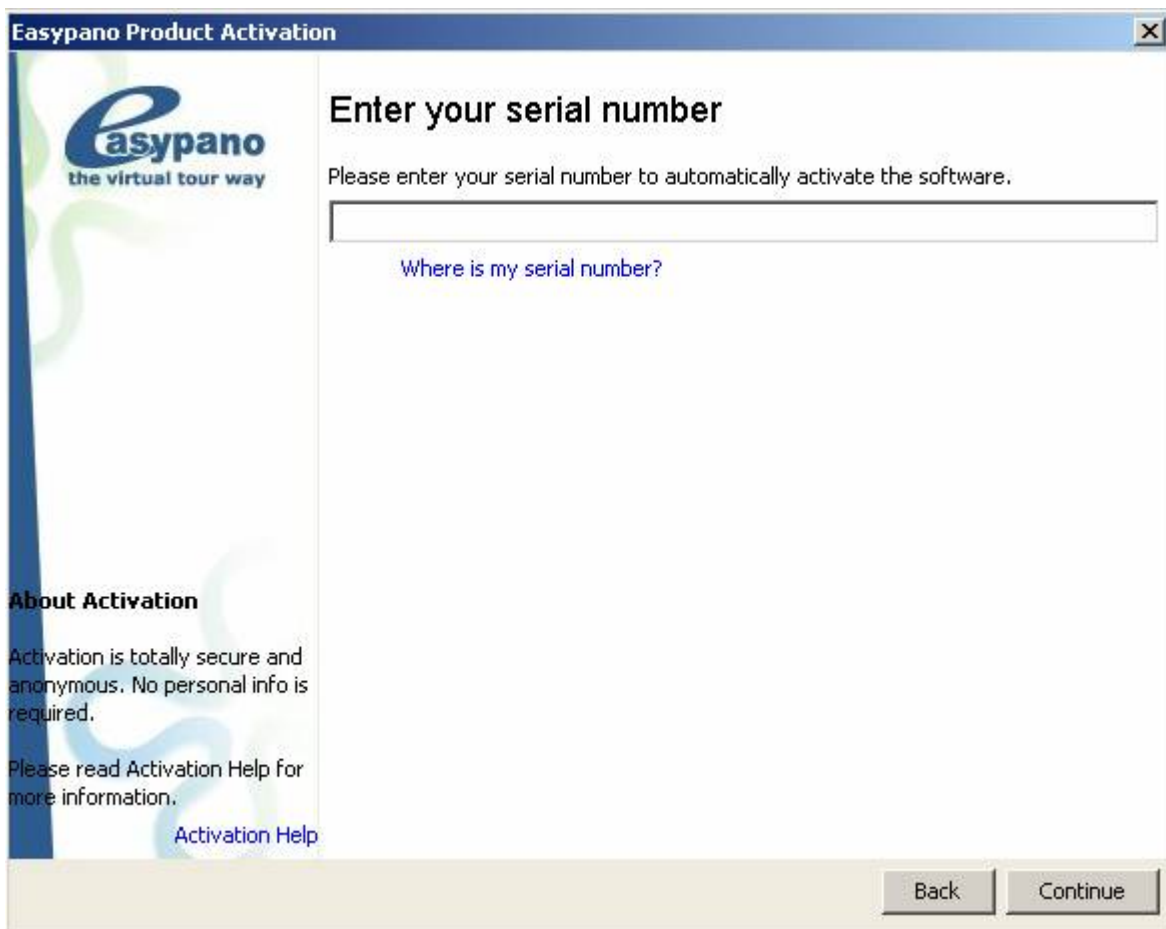 Easypano Product Activation
easypano
the virtual tour way
Enter your serial number
Please enter your serial number to automatically activate the software.
Where is my serial number?
About Activation
Activation is totally secure and
anonymous. No personal info is
required.
Please read Activation Help for
more information.
Activation Help
Back
Continue